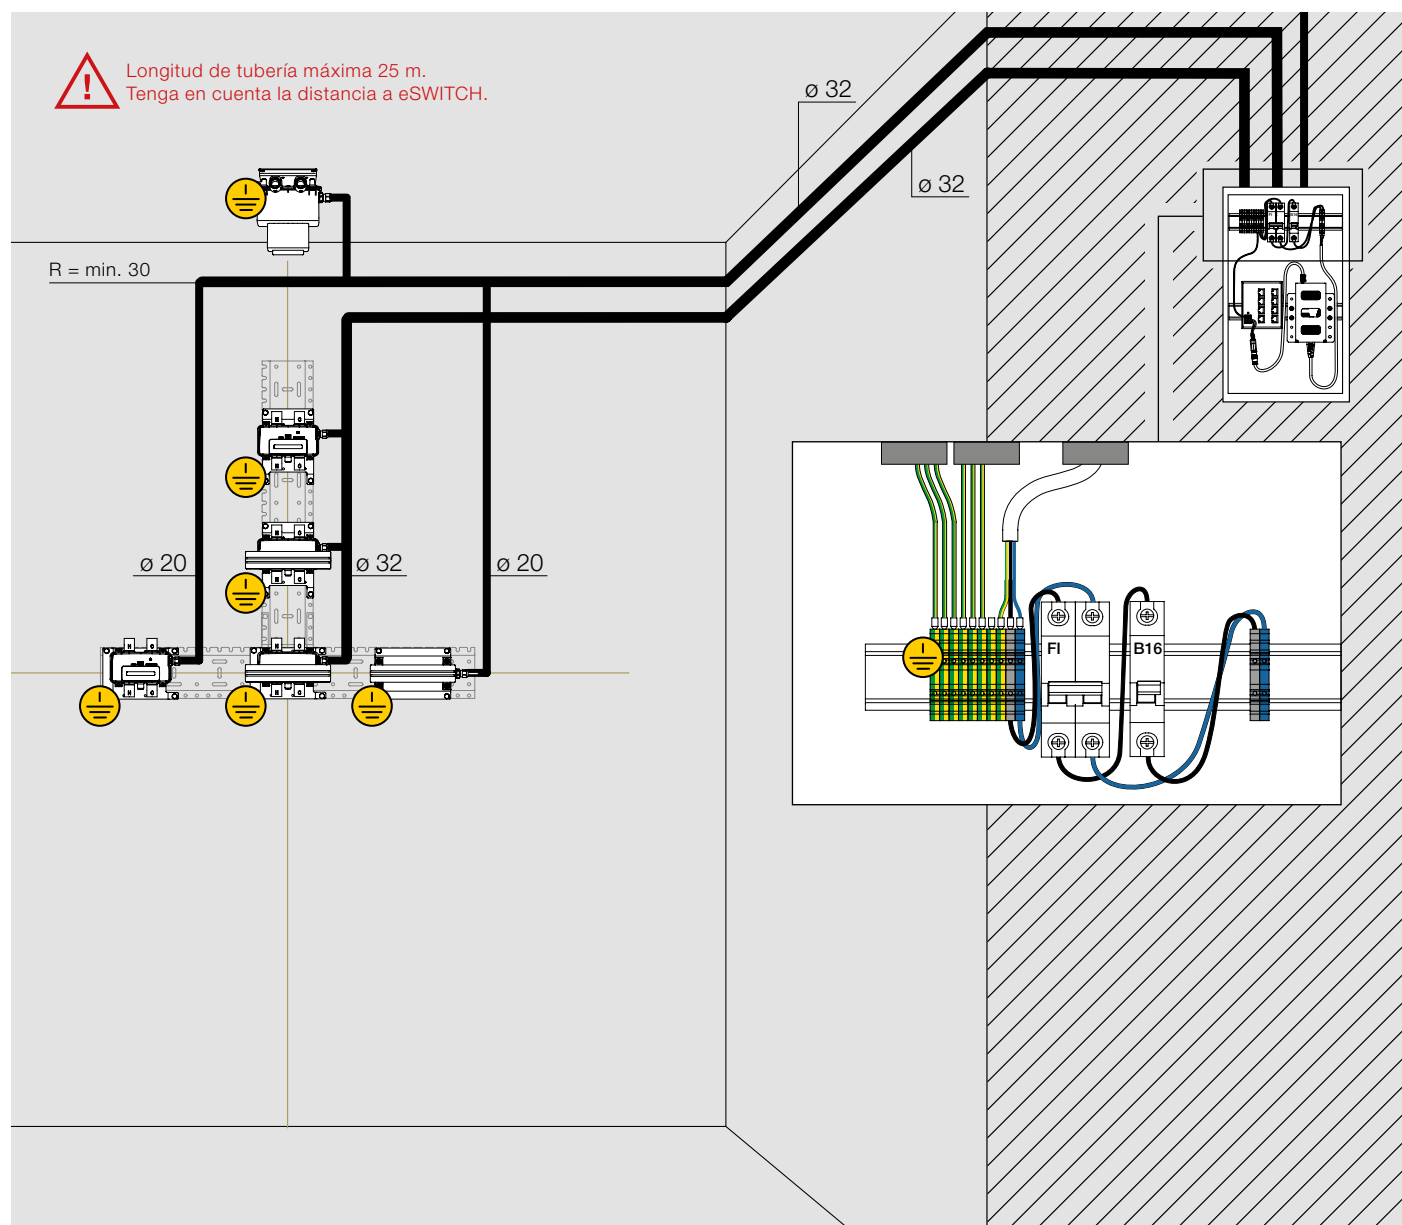 Longitud de tubería máxima 25 m.
Tenga en cuenta la distancia a eSWITCH.
ø 32
ø 32
R = min. 30
ø 20
ø 32
ø 20
FI
B16